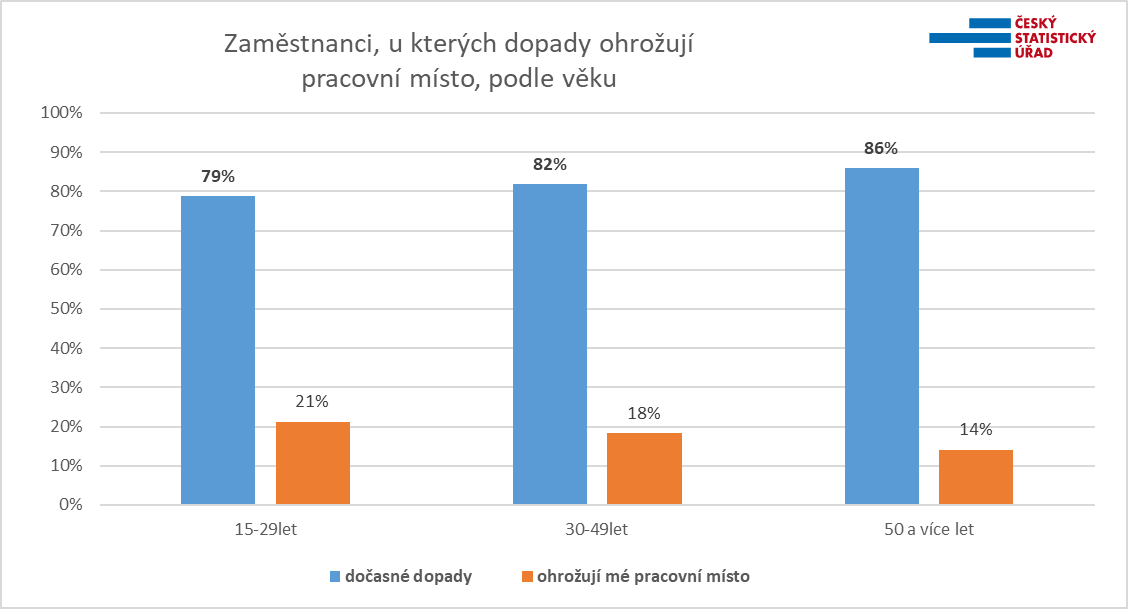 Zaměstnanci, u kterých dopady ohrožují
pracovní místo, podle věku
ČESKÝ
STATISTICKÝ
ÚŘAD
100%
90%
80%
70%
60%
50%
40%
30%
20%
10%
0%
79%
21%
82%
18%
86%
14%
15-29let
30-49let
50 a více let
dočasné dopady
ohrožují mé pracovní místo